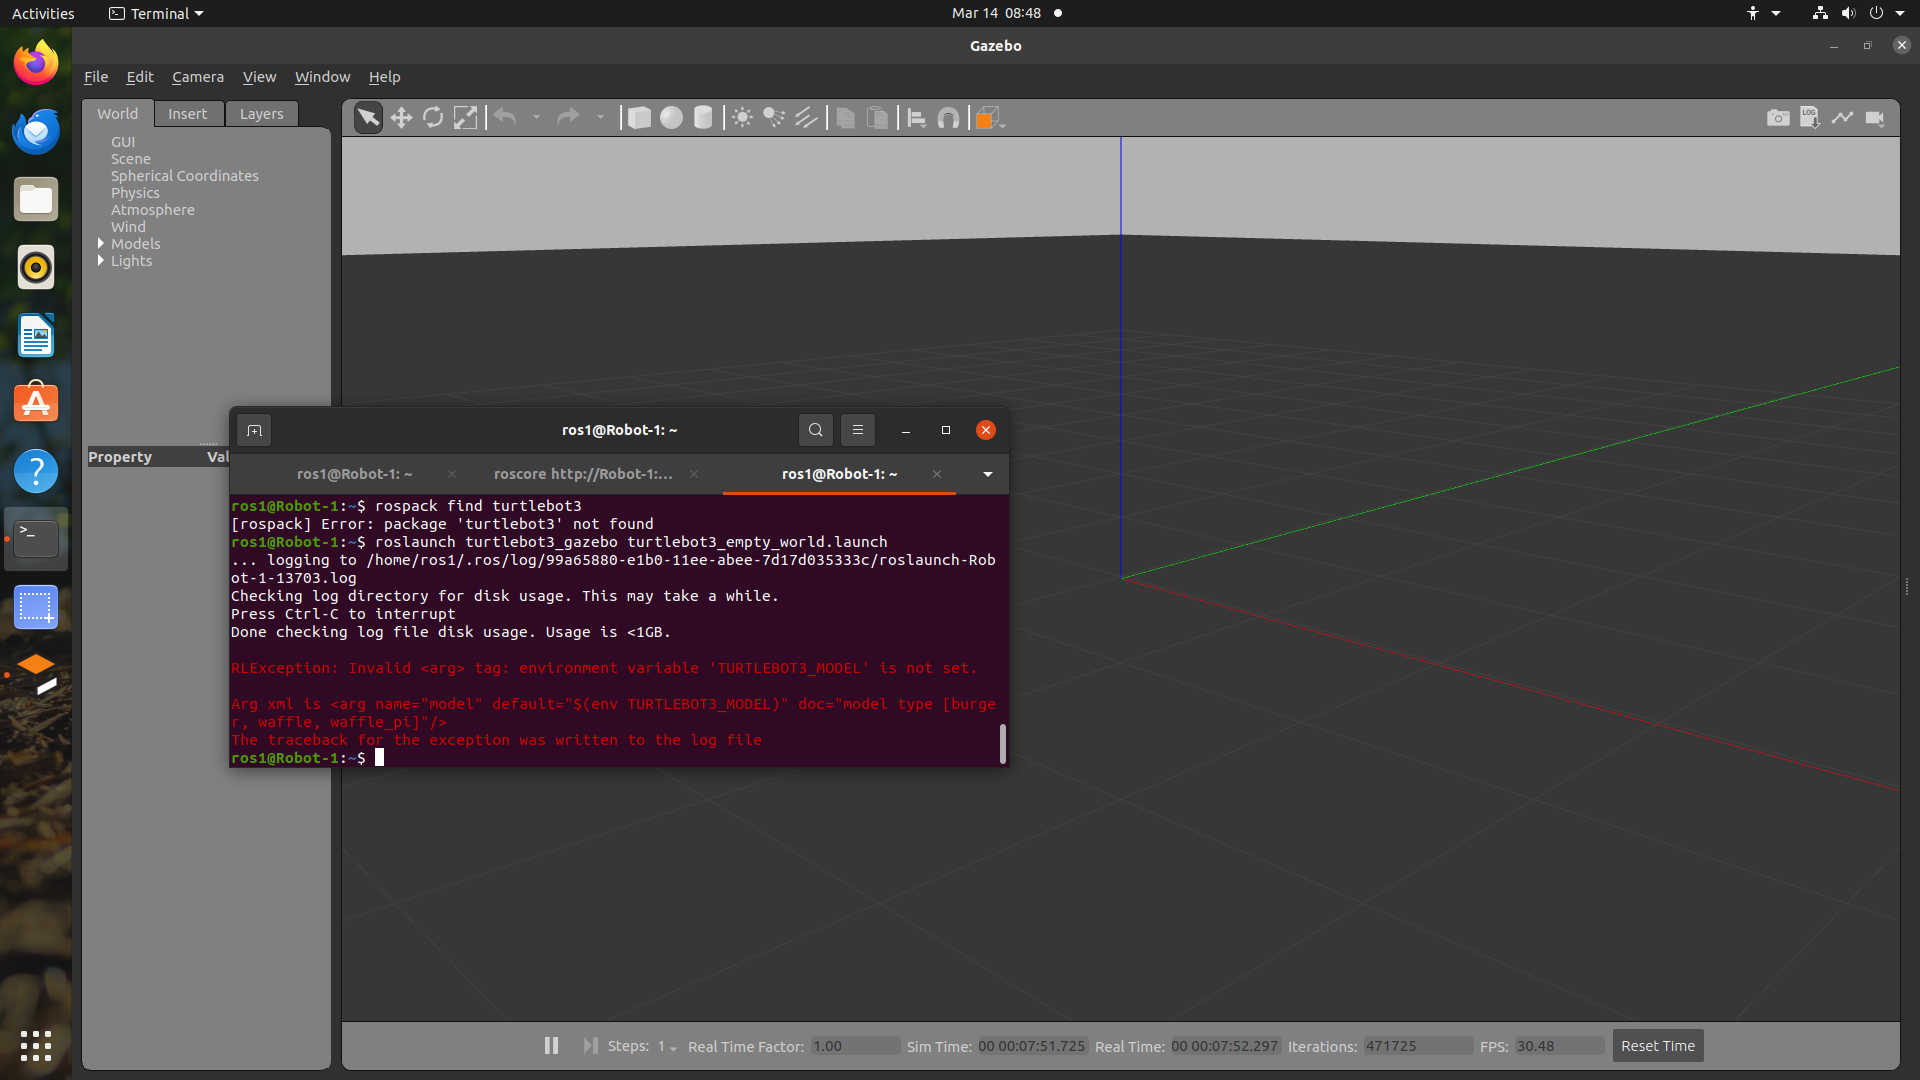 Activities
Terminal
Mar 14 08:48
Gazebo
File Edit Camera View Window Help
World Insert Layers
GUI
Scene
Spherical Coordinates
Physics
Atmosphere
Wind
Models
Lights
LOG
Property Val
ros1@Robot-1: ~
ros1@Robot-1: ~
roscore http://Robot-1:...
ros1@Robot-1: ~
ros1@Robot-1:~$ rospack find turtlebot3
[rospack] Error: package 'turtlebot3' not found
ros1@Robot-1:~$ roslaunch turtlebot3_gazebo turtlebot3_empty_world.launch
... logging to /home/ros1/.ros/log/99a65880-e1b0-11ee-abee-7d17d035333c/roslaunch-Rob
ot-1-13703.log
Checking log directory for disk usage. This may take a while.
Press Ctrl-C to interrupt
Done checking log file disk usage. Usage is <1GB.
RLException: Invalid <arg> tag: environment variable 'TURTLEBOT3_MODEL' is not set.
Arg xml is <arg name="model" default="$(env TURTLEBOT3_MODEL)" doc="model type [burge
r, waffle, waffle_pi]"/>
The traceback for the exception was written to the log file
ros1@Robot-1:~$
Steps: 1 Real Time Factor: 1.00 Sim Time: 00 00:07:51.725 Real Time: 00 00:07:52.297 Iterations: 471725 FPS: 30.48 Reset Time